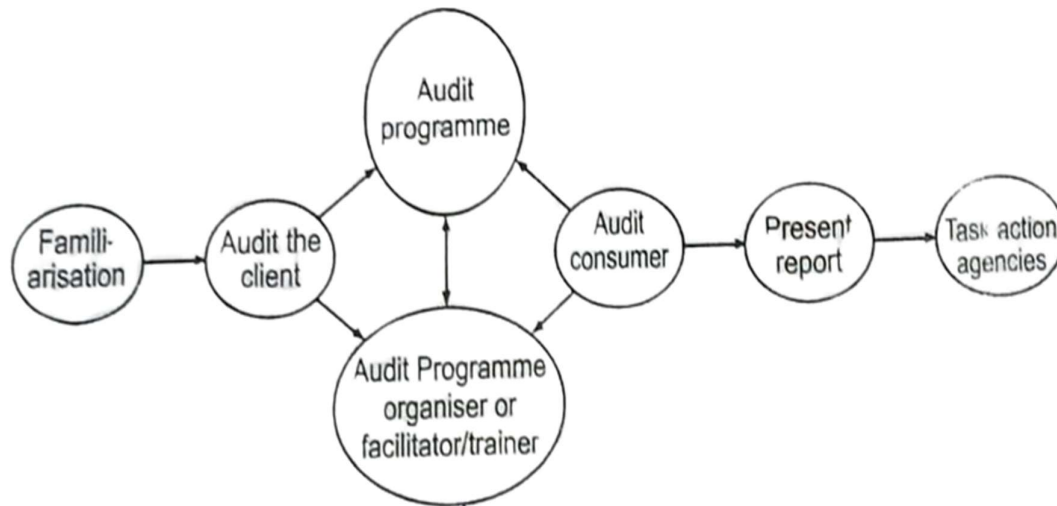 Audit
programme
Famili-
arisation
Audit the
client
Audit
consumer
Present
report
Task action
agencies
Audit Programme
organiser or
facilitator/trainer